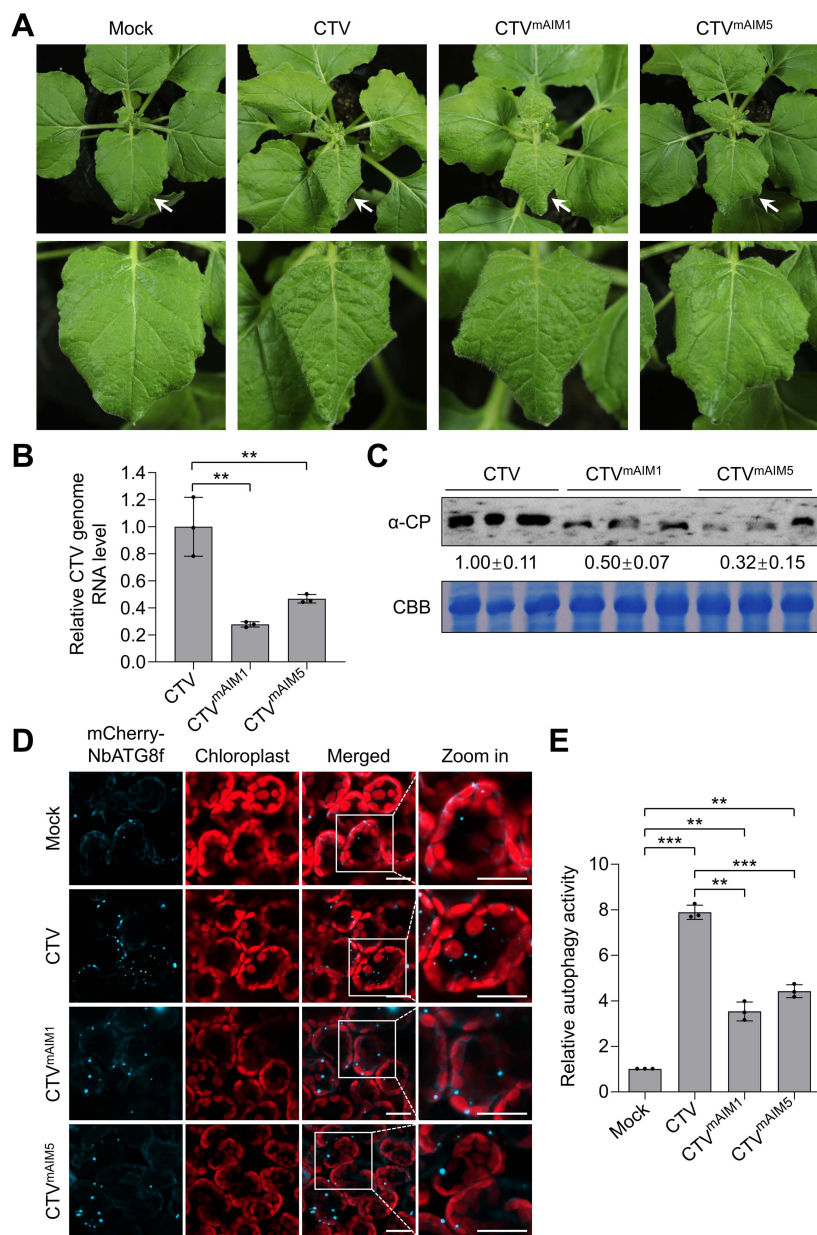 A
Mock CTV CTVmAIM1 CTVmAIM5
B
Relative CTV genome
RNA level
1.4
1.2
1.0
0.8
0.6
0.4
0.2
0.0
**
**
CTV CTVmAIM1 CTVmAIM5
C
CTV CTVmAIM1 CTVmAIM5
α-CP
1.00±0.11 0.50±0.07 0.32±0.15
CBB
D
mCherry-
NbATG8f Chloroplast Merged Zoom in
Mock
CTV
CTVmAIM1
CTVmAIM5
E
Relative autophagy activity
**
**
***
***
**
10
8
6
4
2
0
Mock CTV CTVmAIM1 CTVmAIM5